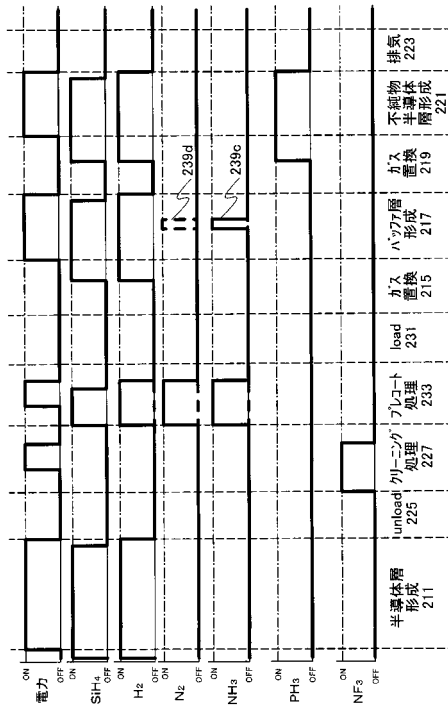 電力
ON
OFF
SiH4
ON
OFF
H2
ON
OFF
N2
ON
OFF
NH3
ON
OFF
PH3
ON
OFF
NF3
ON
OFF
239d
239c
半導体層
形成
211
unload
225
クリーニング
処理
227
プレコート
処理
233
load
231
ガス
置換
215
バッファ層
形成
217
ガス
置換
219
不純物
半導体
層形成
221
排気
223